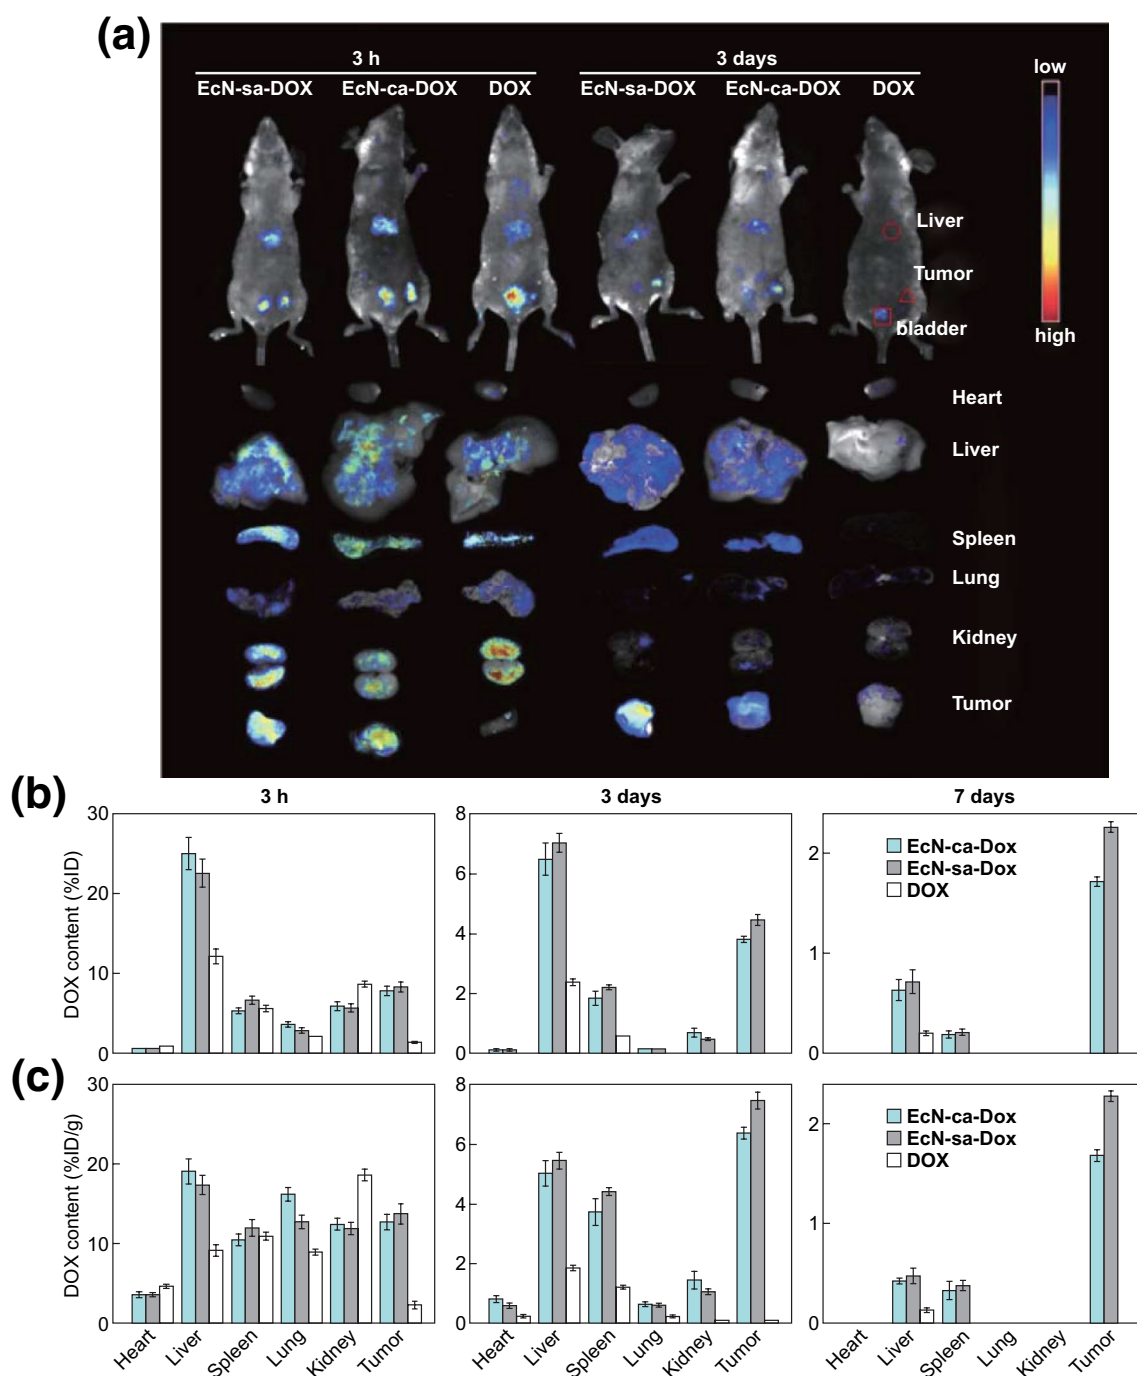 (a)
3 h
3 days
EcN-sa-DOX
EcN-ca-DOX
DOX
EcN-sa-DOX
EcN-ca-DOX
DOX
low
high
Liver
Tumor
bladder
Heart
Liver
Spleen
Lung
Kidney
Tumor
(b)
3 h
3 days
7 days
DOX content (%ID)
30
20
10
0
8
6
4
2
0
2
1
0
EcN-ca-Dox
EcN-sa-Dox
DOX
(c)
DOX content (%ID/g)
30
20
10
0
8
6
4
2
0
2
1
0
EcN-ca-Dox
EcN-sa-Dox
DOX
Heart
Liver
Spleen
Lung
Kidney
Tumor
Heart
Liver
Spleen
Lung
Kidney
Tumor
Heart
Liver
Spleen
Lung
Kidney
Tumor